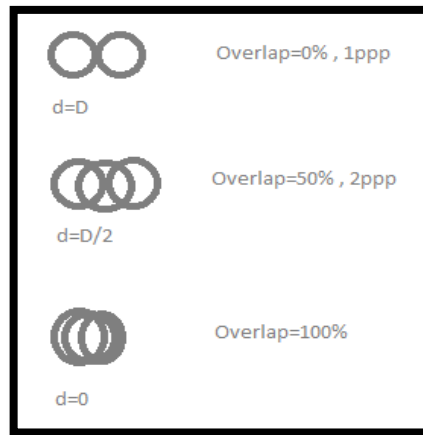 Overlap=0% , 1ppp
d=D
Overlap=50% , 2ppp
d=D/2
Overlap=100%
d=0